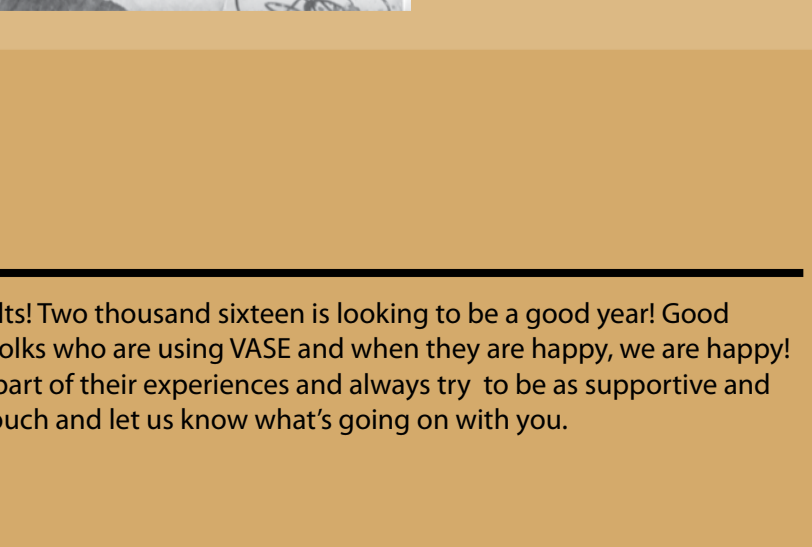 lts! Two thousand sixteen is looking to be a good year! Good
olks who are using VASE and when they are happy, we are happy!
part of their experiences and always try  to be as supportive and
ouch and let us know what’s going on with you.